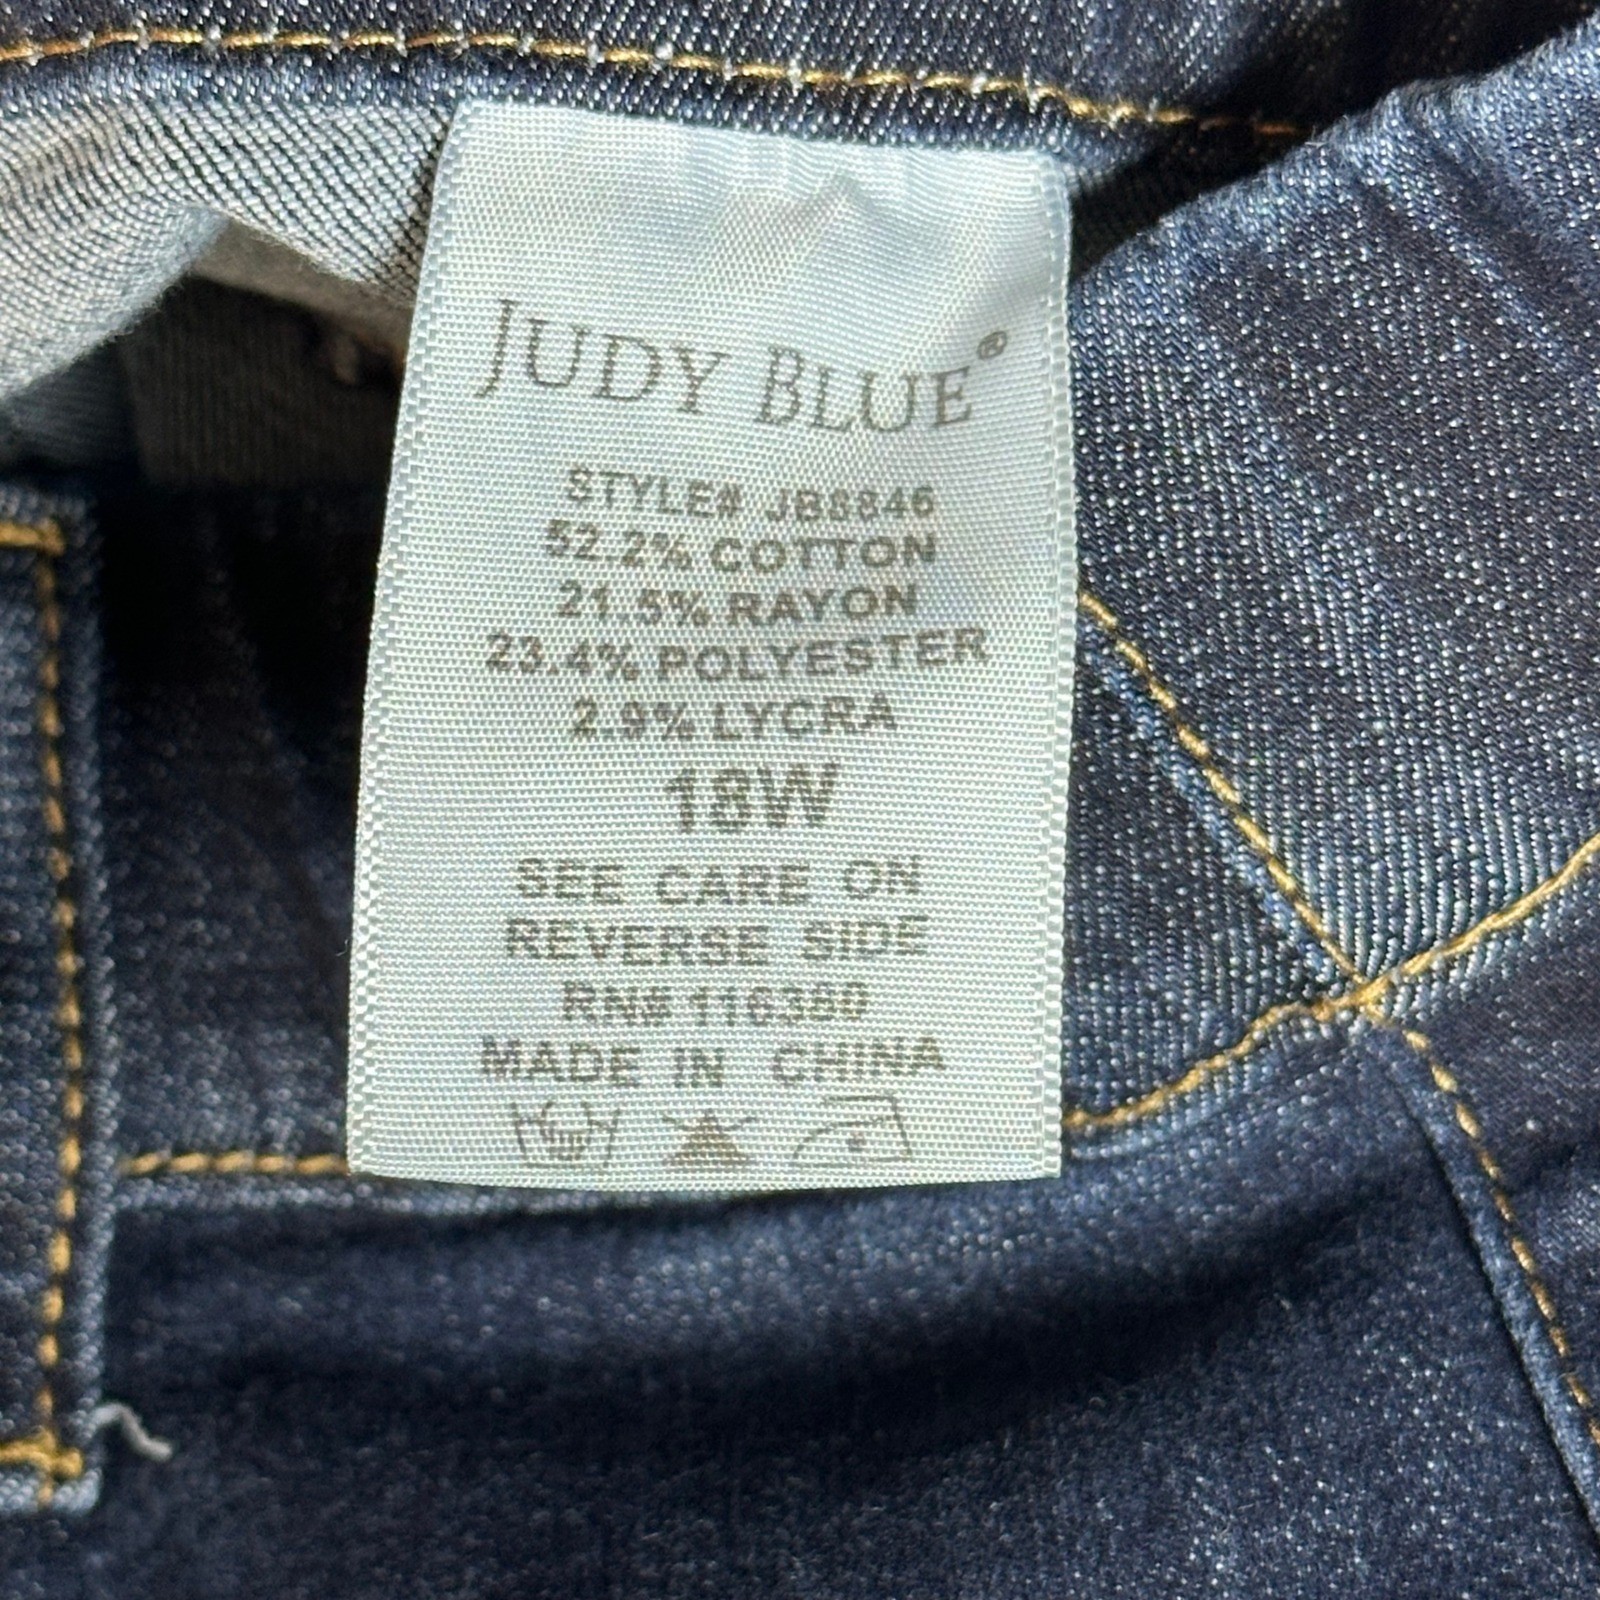 JUDY BLUE®
STYLE# JB8846
52.2% COTTON
21.5% RAYON
23.4% POLYESTER
2.9% LYCRA
18W
SEE CARE ON
REVERSE SIDE
RN# 116380
MADE IN CHINA